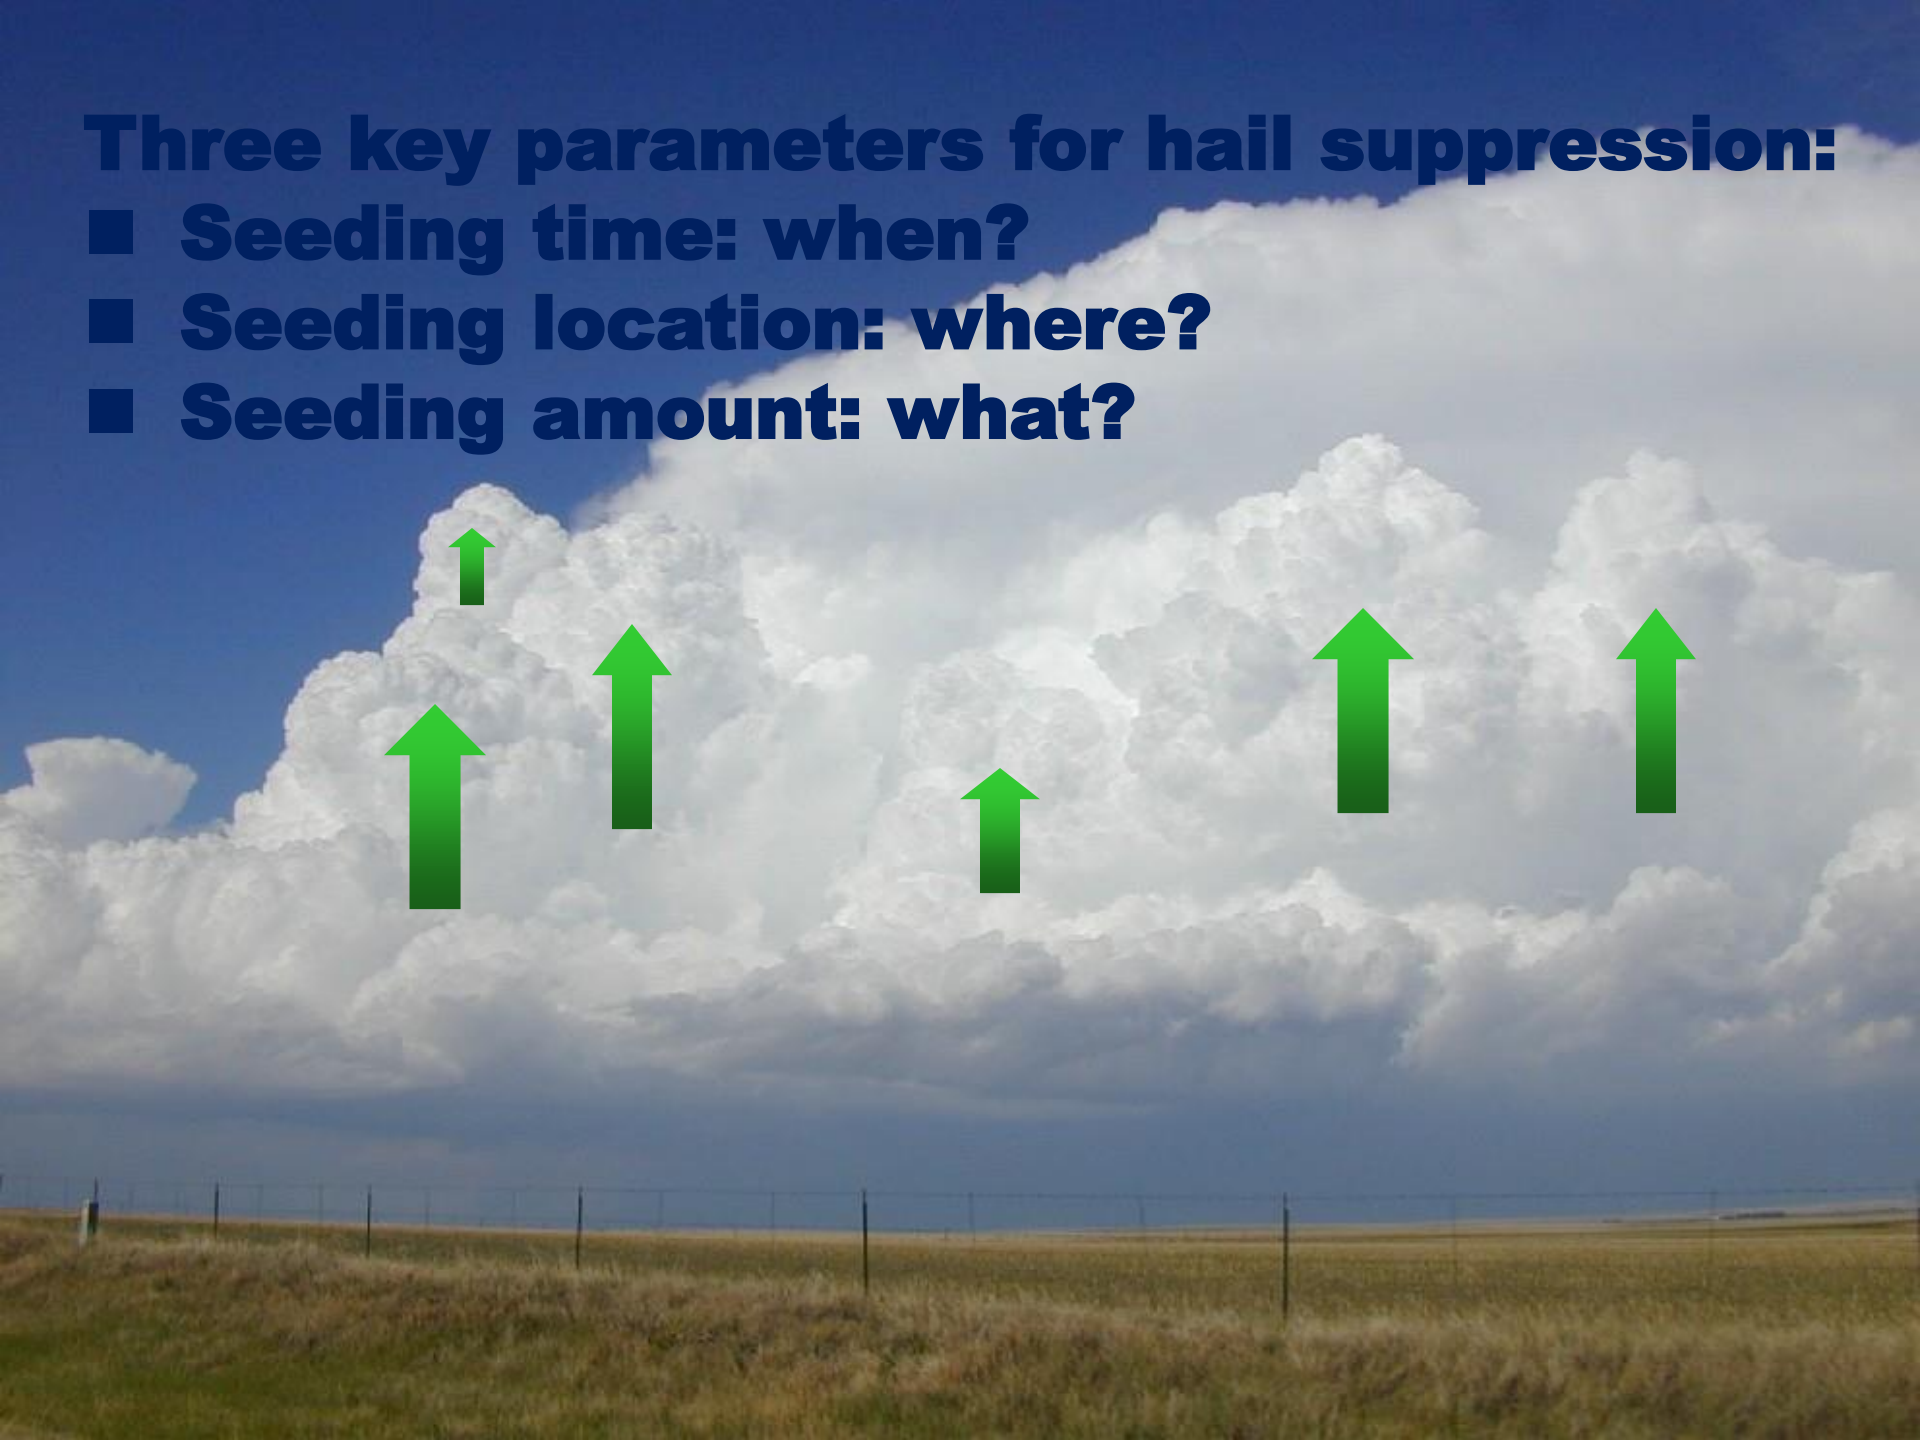 Three key parameters for hail suppression:
■ Seeding time: when?
■ Seeding location: where?
■ Seeding amount: what?